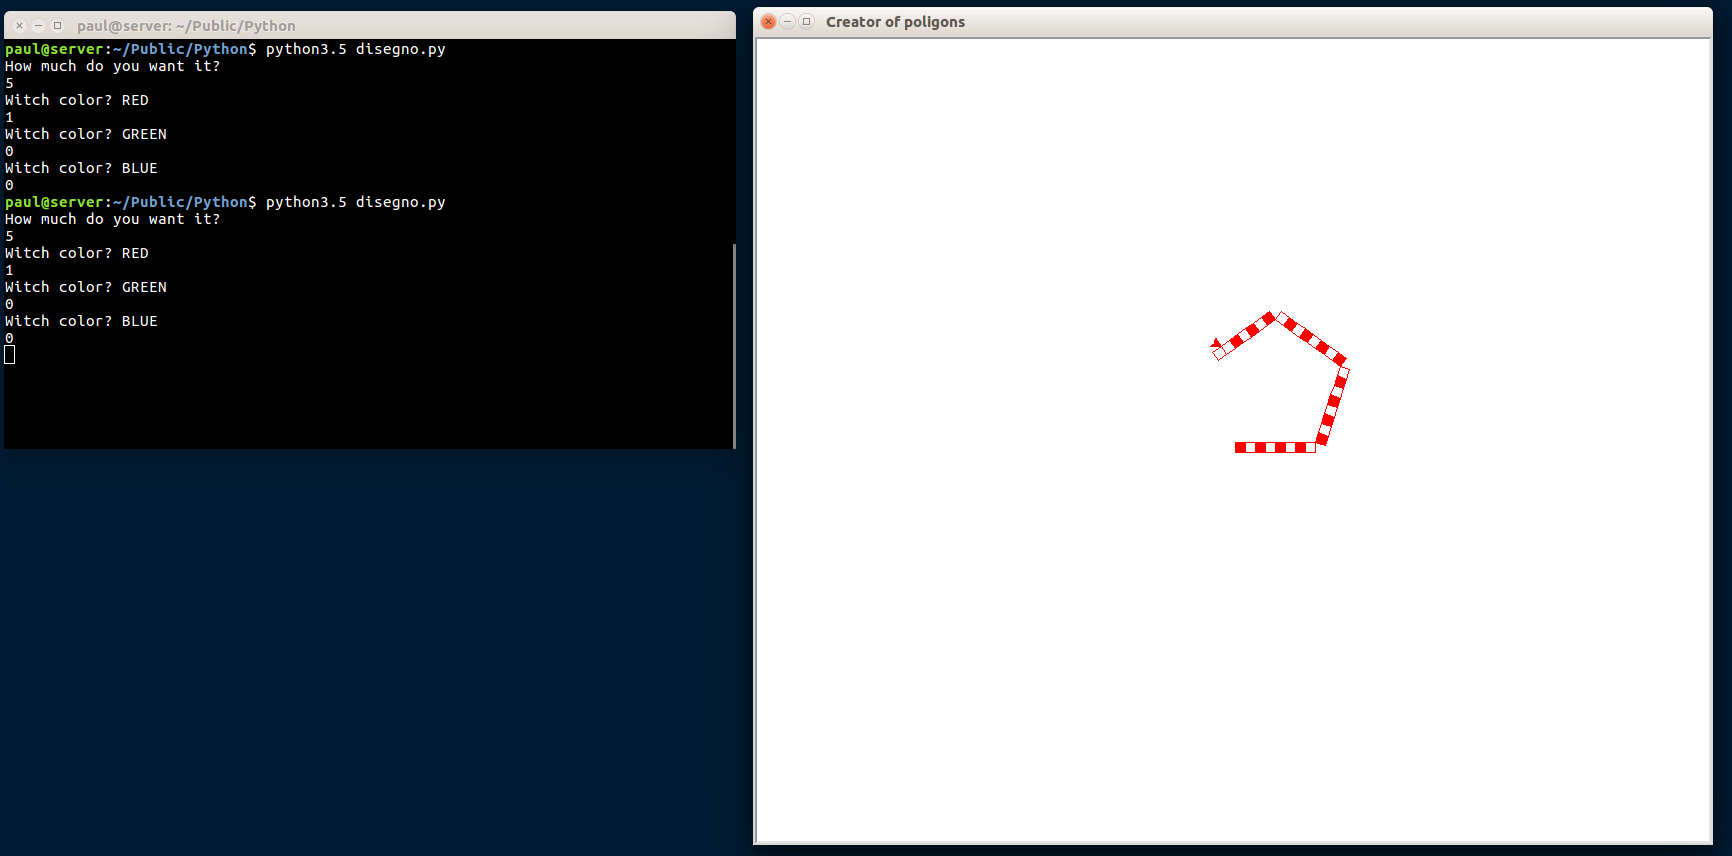 paul@server: ~/Public/Python
paul@server:~/Public/Python$ python3.5 disegno.py
How much do you want it?
5
Witch color? RED
1
Witch color? GREEN
0
Witch color? BLUE
0
paul@server:~/Public/Python$ python3.5 disegno.py
How much do you want it?
5
Witch color? RED
1
Witch color? GREEN
0
Witch color? BLUE
0
Creator of poligons